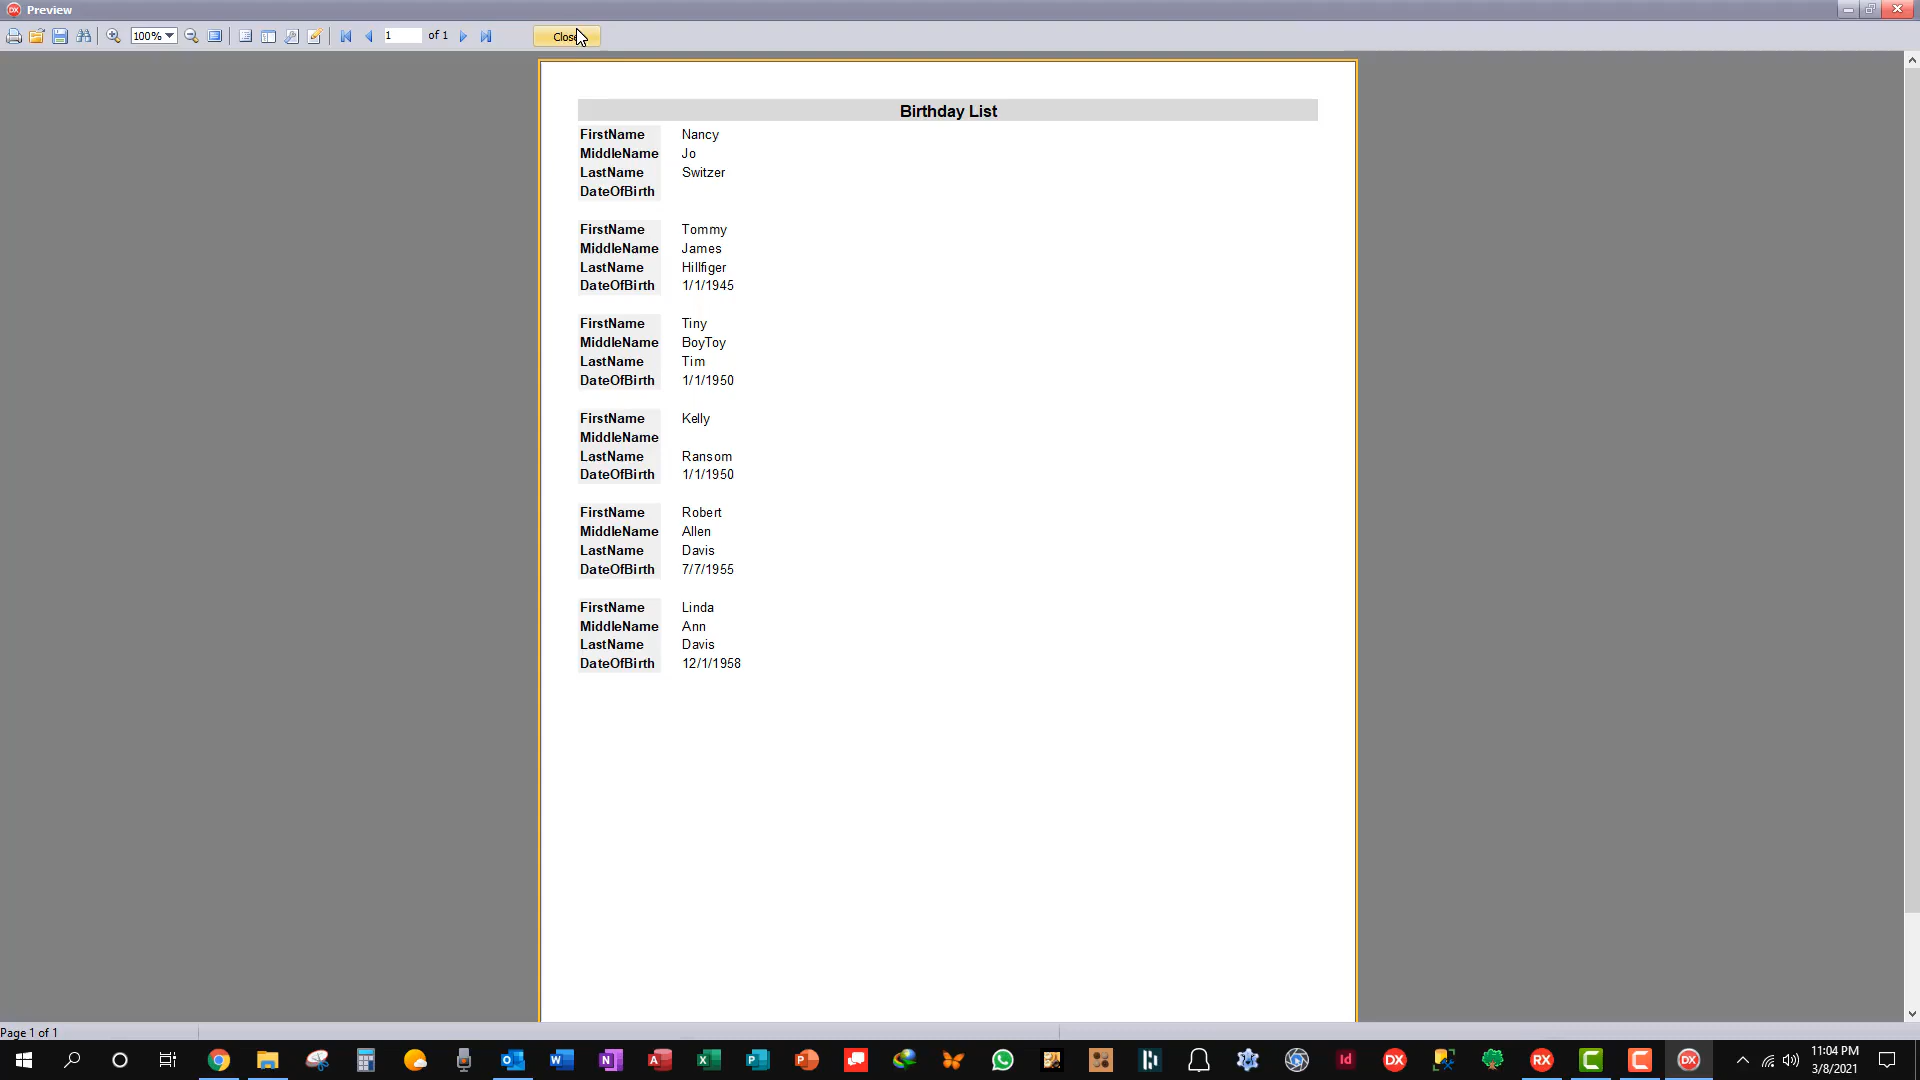 Preview
100%
1
of 1
Close
Birthday List
FirstName Nancy
MiddleName Jo
LastName Switzer
DateOfBirth
FirstName Tommy
MiddleName James
LastName Hillfiger
DateOfBirth 1/1/1945
FirstName Tiny
MiddleName BoyToy
LastName Tim
DateOfBirth 1/1/1950
FirstName Kelly
MiddleName
LastName Ransom
DateOfBirth 1/1/1950
FirstName Robert
MiddleName Allen
LastName Davis
DateOfBirth 7/7/1955
FirstName Linda
MiddleName Ann
LastName Davis
DateOfBirth 12/1/1958
Page 1 of 1
11:04 PM
3/8/2021